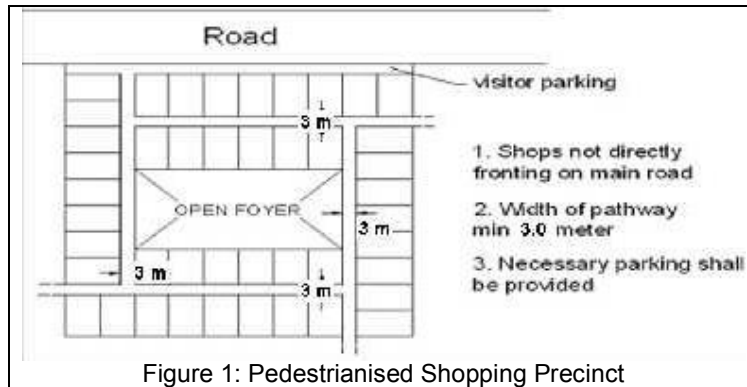 Road
visitor parking
3 m
1. Shops not directly
fronting on main road
OPEN FOYER
2. Width of pathway
min 3.0 meter
3 m
3 m
3 m
3. Necessary parking shall
be provided
Figure 1: Pedestrianised Shopping Precinct